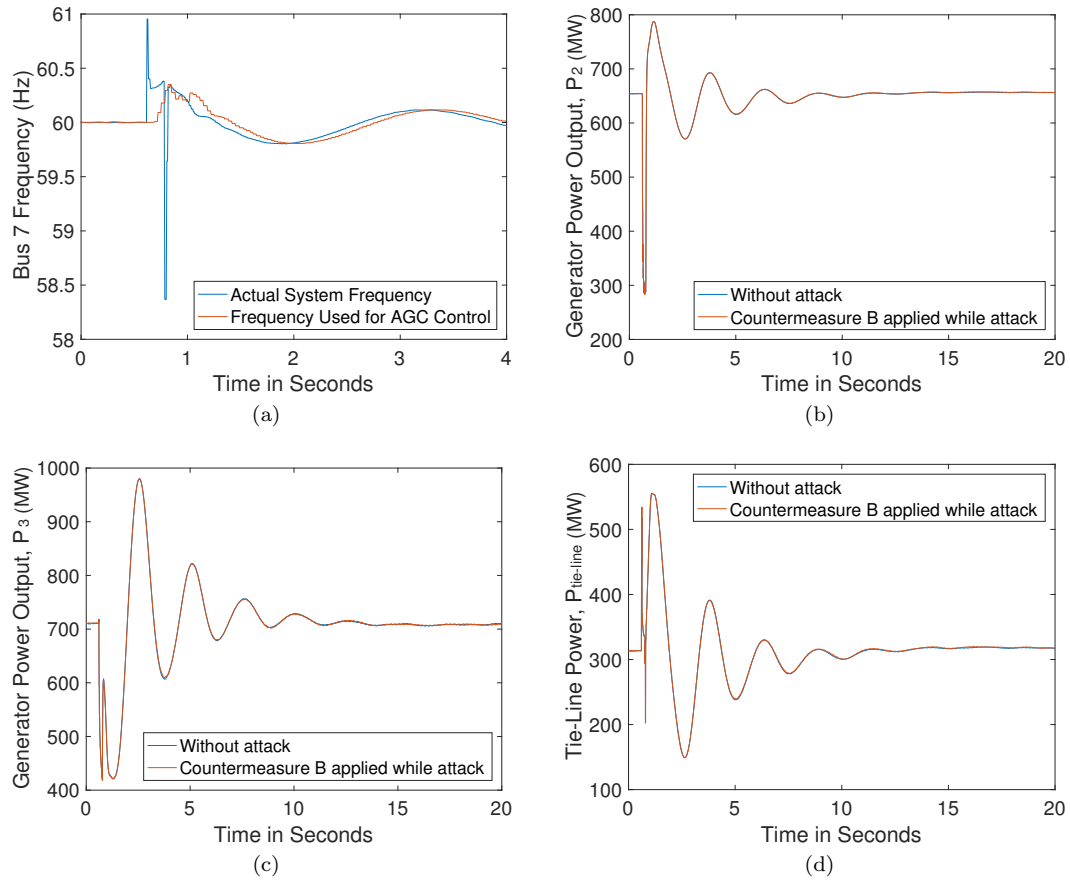 61
60.5
60
59.5
59
58.5
58
Bus 7 Frequency (Hz)
Actual System Frequency
Frequency Used for AGC Control
0 1 2 3 4
Time in Seconds
(a)
800
700
600
500
400
300
200
Generator Power Output, P2 (MW)
Without attack
Countermeasure B applied while attack
0 5 10 15 20
Time in Seconds
(b)
1000
900
800
700
600
500
400
Generator Power Output, P3 (MW)
Without attack
Countermeasure B applied while attack
0 5 10 15 20
Time in Seconds
(c)
600
500
400
300
200
100
Tie-Line Power, Ptie-line (MW)
Without attack
Countermeasure B applied while attack
0 5 10 15 20
Time in Seconds
(d)